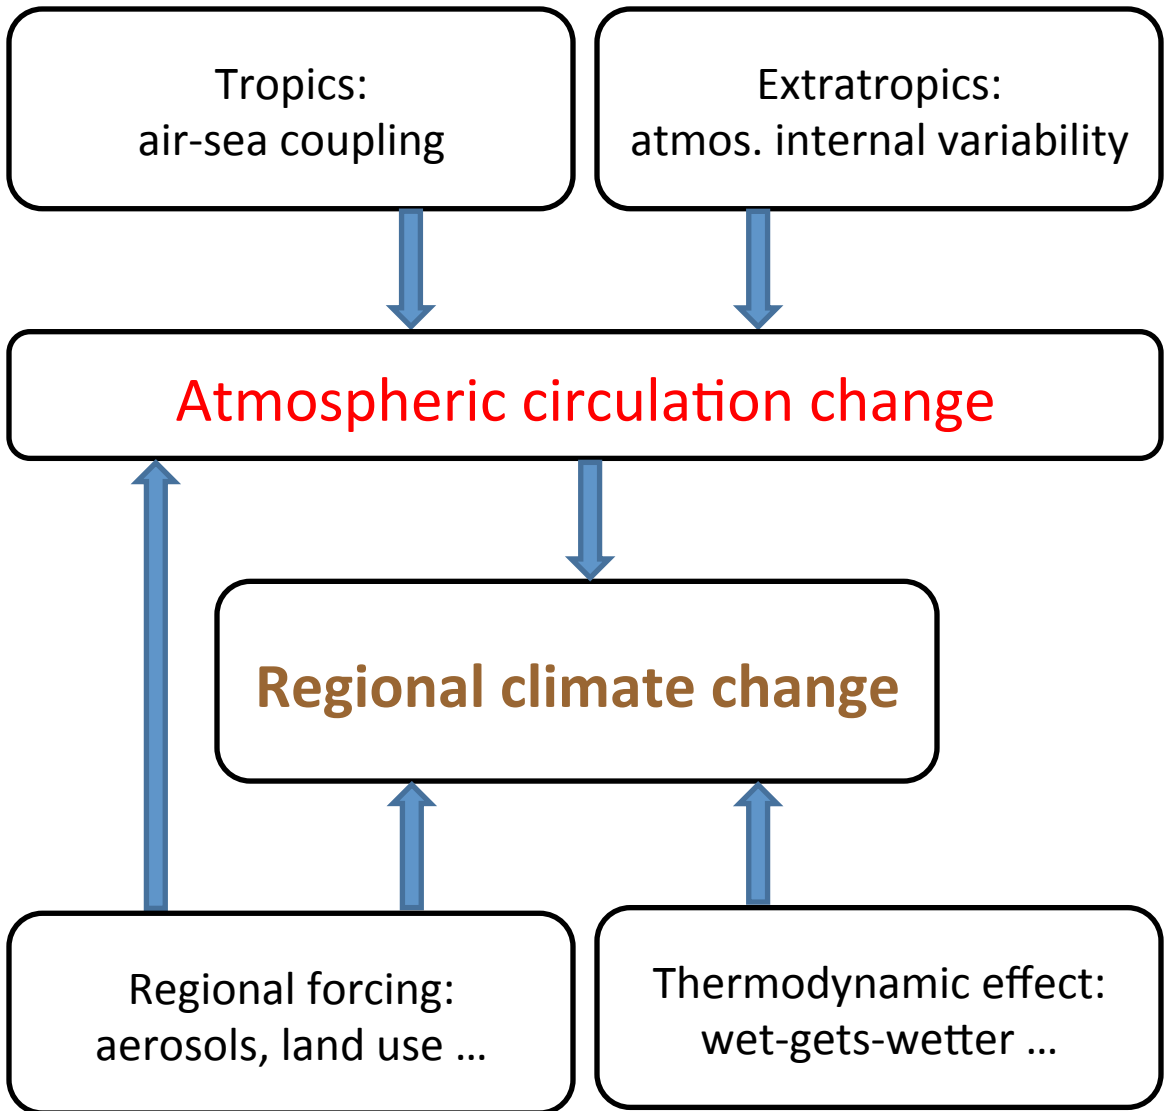 Tropics:
air-sea coupling
Extratropics:
atmos. internal variability
Atmospheric circulation change
Regional climate change
Regional forcing:
aerosols, land use ...
Thermodynamic effect:
wet-gets-wetter ...